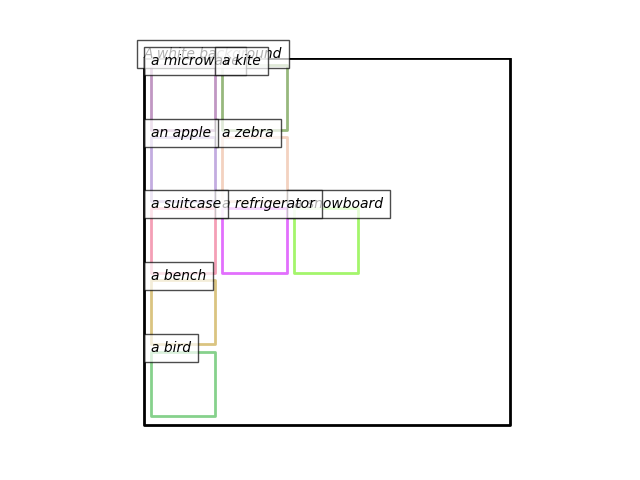 A white background
a microwave
a kite
an apple
a zebra
a suitcase
a refrigerator
a snowboard
a bench
a bird